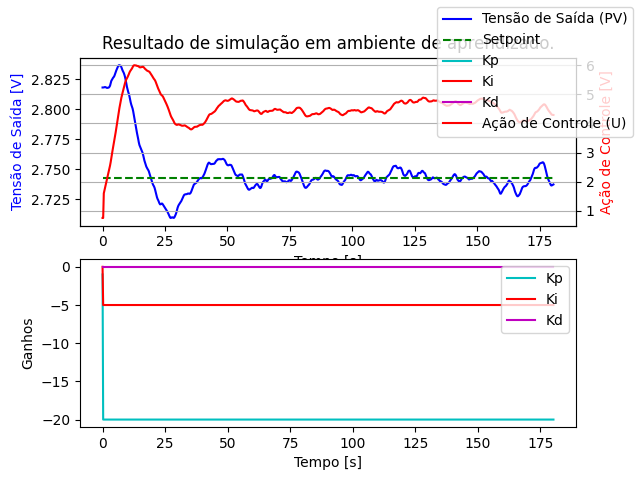 Resultado de simulação em ambiente de aprendizado.
Tensão de Saída (PV)
Setpoint
Kp
Ki
Kd
Ação de Controle (U)
Tensão de Saída [V]
2.825
2.800
2.775
2.750
2.725
6
5
3
2
1
Ação de Controle [V]
0
25
50
75
100
125
150
175
Tempo [s]
Ganhos
0
−5
−10
−15
−20
Kp
Ki
Kd
0
25
50
75
100
125
150
175
Tempo [s]